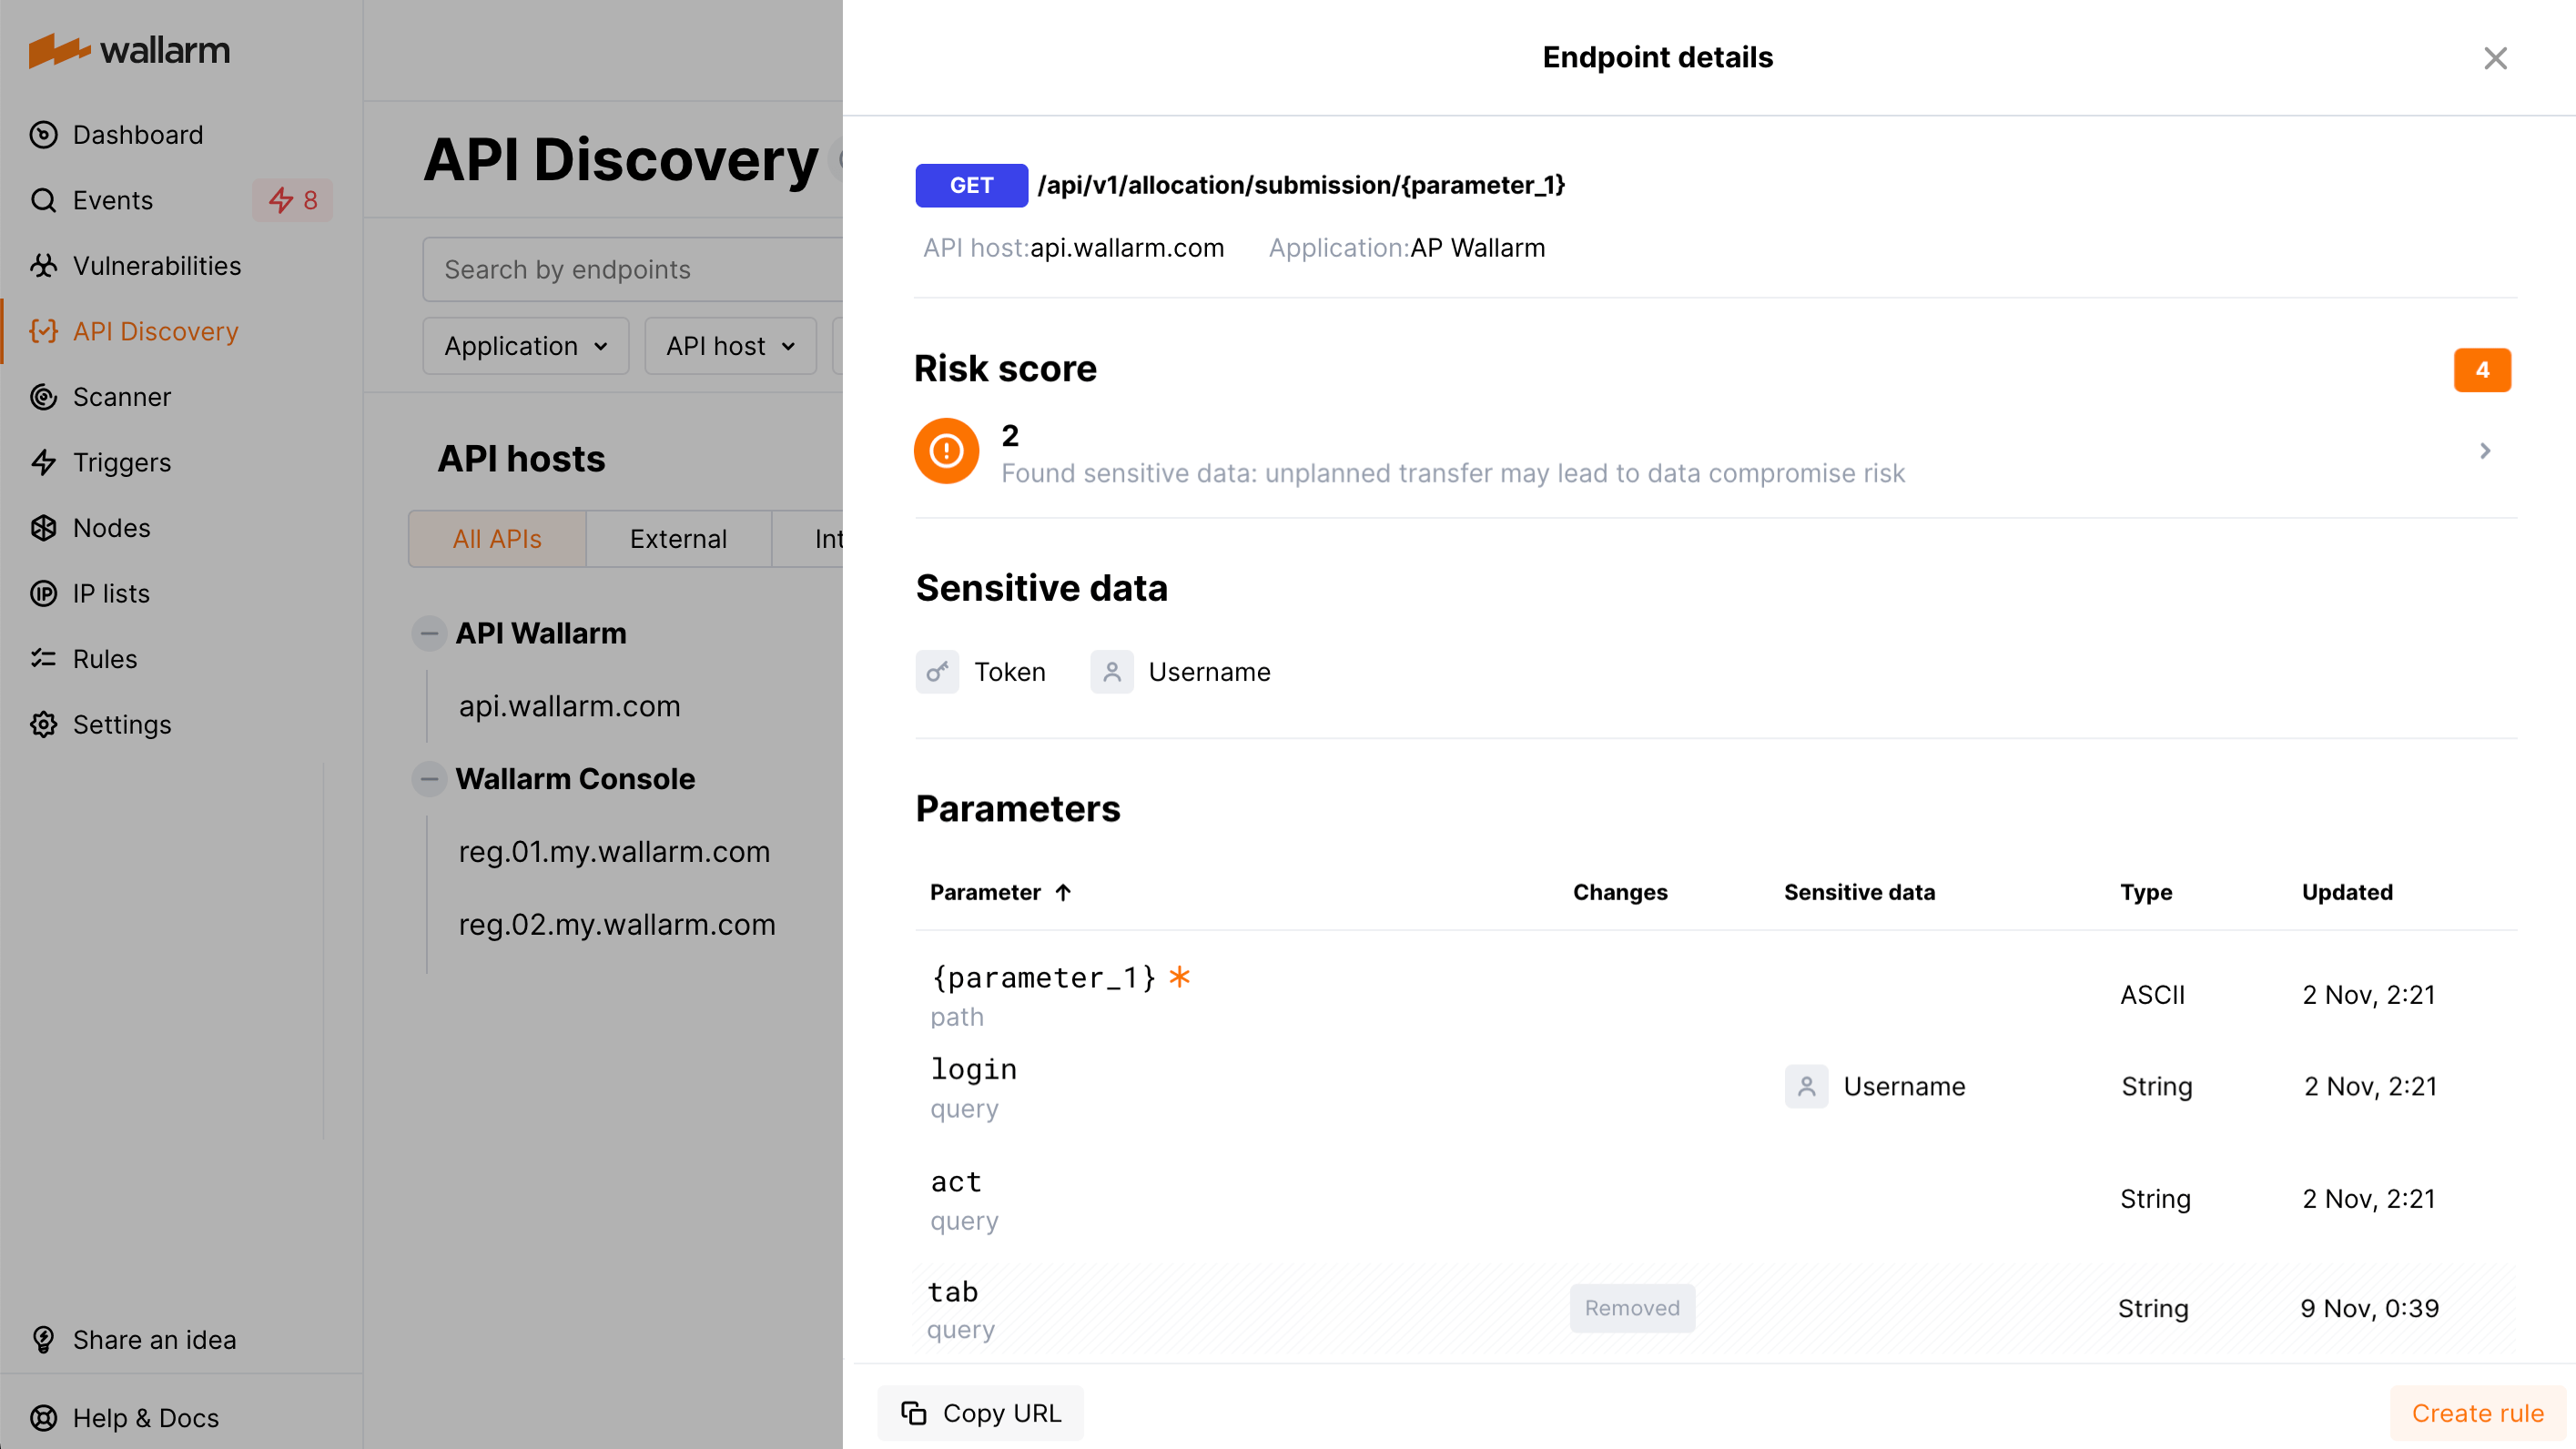 wallarm
Dashboard
Events 8
Vulnerabilities
API Discovery
Scanner
Triggers
Nodes
IP lists
Rules
Settings
Share an idea
Help & Docs
API Discovery
Search by endpoints
Application API host
API hosts
All APIs External Int
API Wallarm
api.wallarm.com
Wallarm Console
reg.01.my.wallarm.com
reg.02.my.wallarm.com
Endpoint details
GET /api/v1/allocation/submission/{parameter_1}
API host:api.wallarm.com Application:AP Wallarm
Risk score 4
2
Found sensitive data: unplanned transfer may lead to data compromise risk
Sensitive data
Token Username
Parameters
Parameter Changes Sensitive data Type Updated
{parameter_1} * ASCII 2 Nov, 2:21
path
login Username String 2 Nov, 2:21
query
act String 2 Nov, 2:21
query
tab Removed String 9 Nov, 0:39
query
Copy URL Create rule